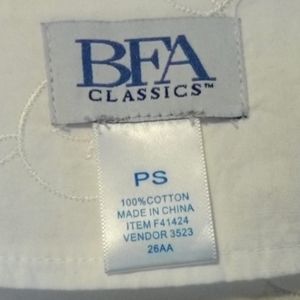 BFA
CLASSICS™
PS
100%COTTON
MADE IN CHINA
ITEM F41424
VENDOR 3523
26AA